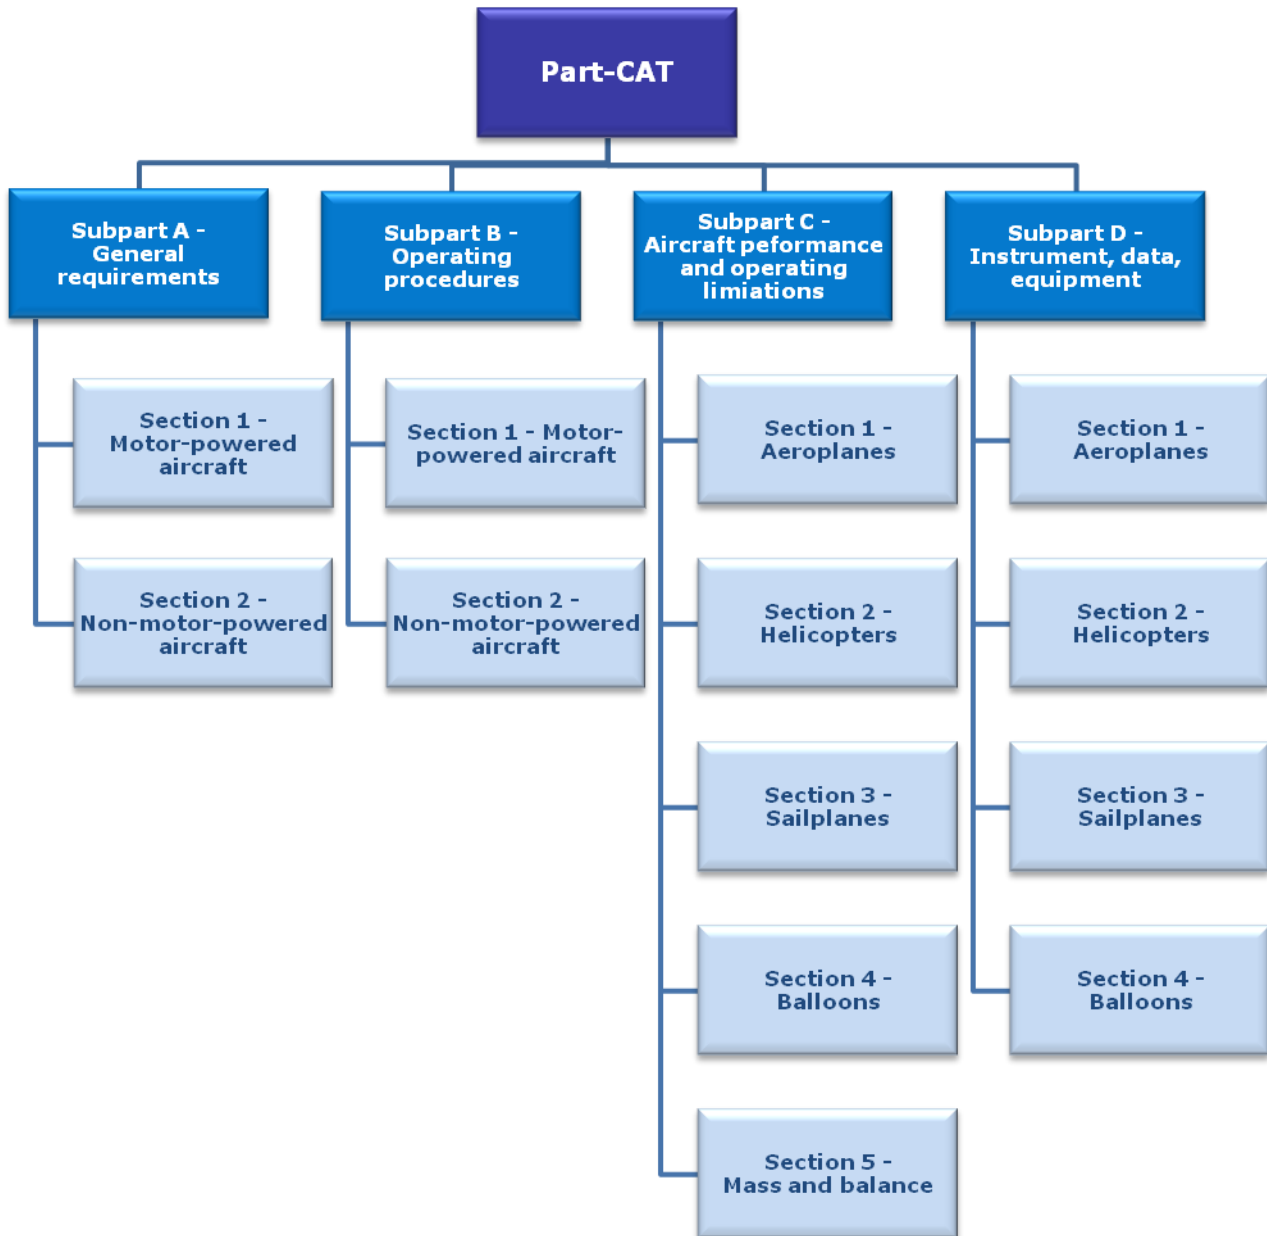 Part-CAT
Subpart A -
General
requirements
Section 1 -
Motor-powered
aircraft
Section 2 -
Non-motor-powered
aircraft
Subpart B -
Operating
procedures
Section 1 - Motor-
powered aircraft
Section 2 -
Non-motor-powered
aircraft
Subpart C -
Aircraft peformance
and operating
limiations
Section 1 -
Aeroplanes
Section 2 -
Helicopters
Section 3 -
Sailplanes
Section 4 -
Balloons
Section 5 -
Mass and balance
Subpart D -
Instrument, data,
equipment
Section 1 -
Aeroplanes
Section 2 -
Helicopters
Section 3 -
Sailplanes
Section 4 -
Balloons